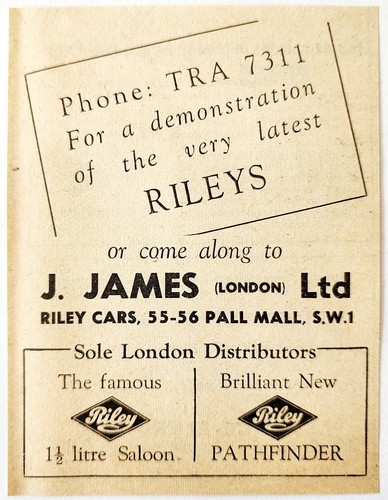 Phone: TRA 7311
For a demonstration
of the very latest
RILEYS
or come along to
J. JAMES (LONDON) Ltd
RILEY CARS, 55-56 PALL MALL, S.W.1
Sole London Distributors
The famous
Riley
1½ litre Saloon
Brilliant New
Riley
PATHFINDER